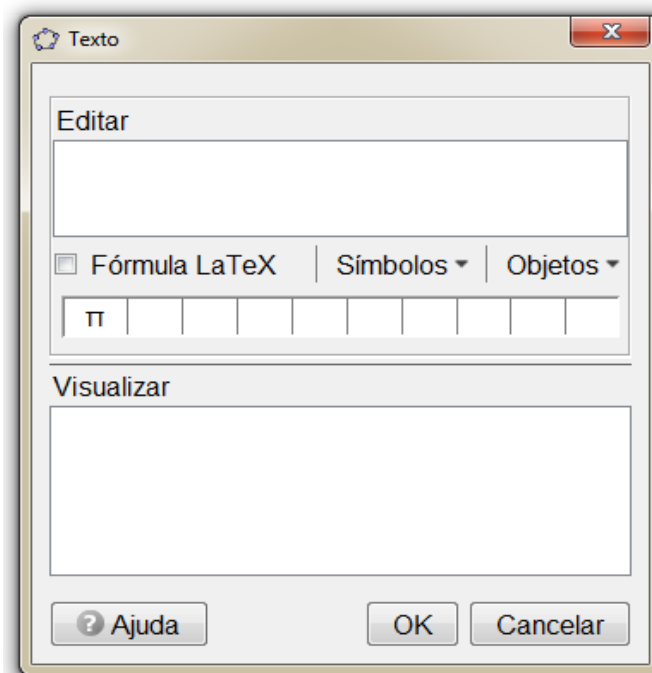 Texto
Editar
Fórmula LaTeX Símbolos Objetos
π
Visualizar
? Ajuda OK Cancelar